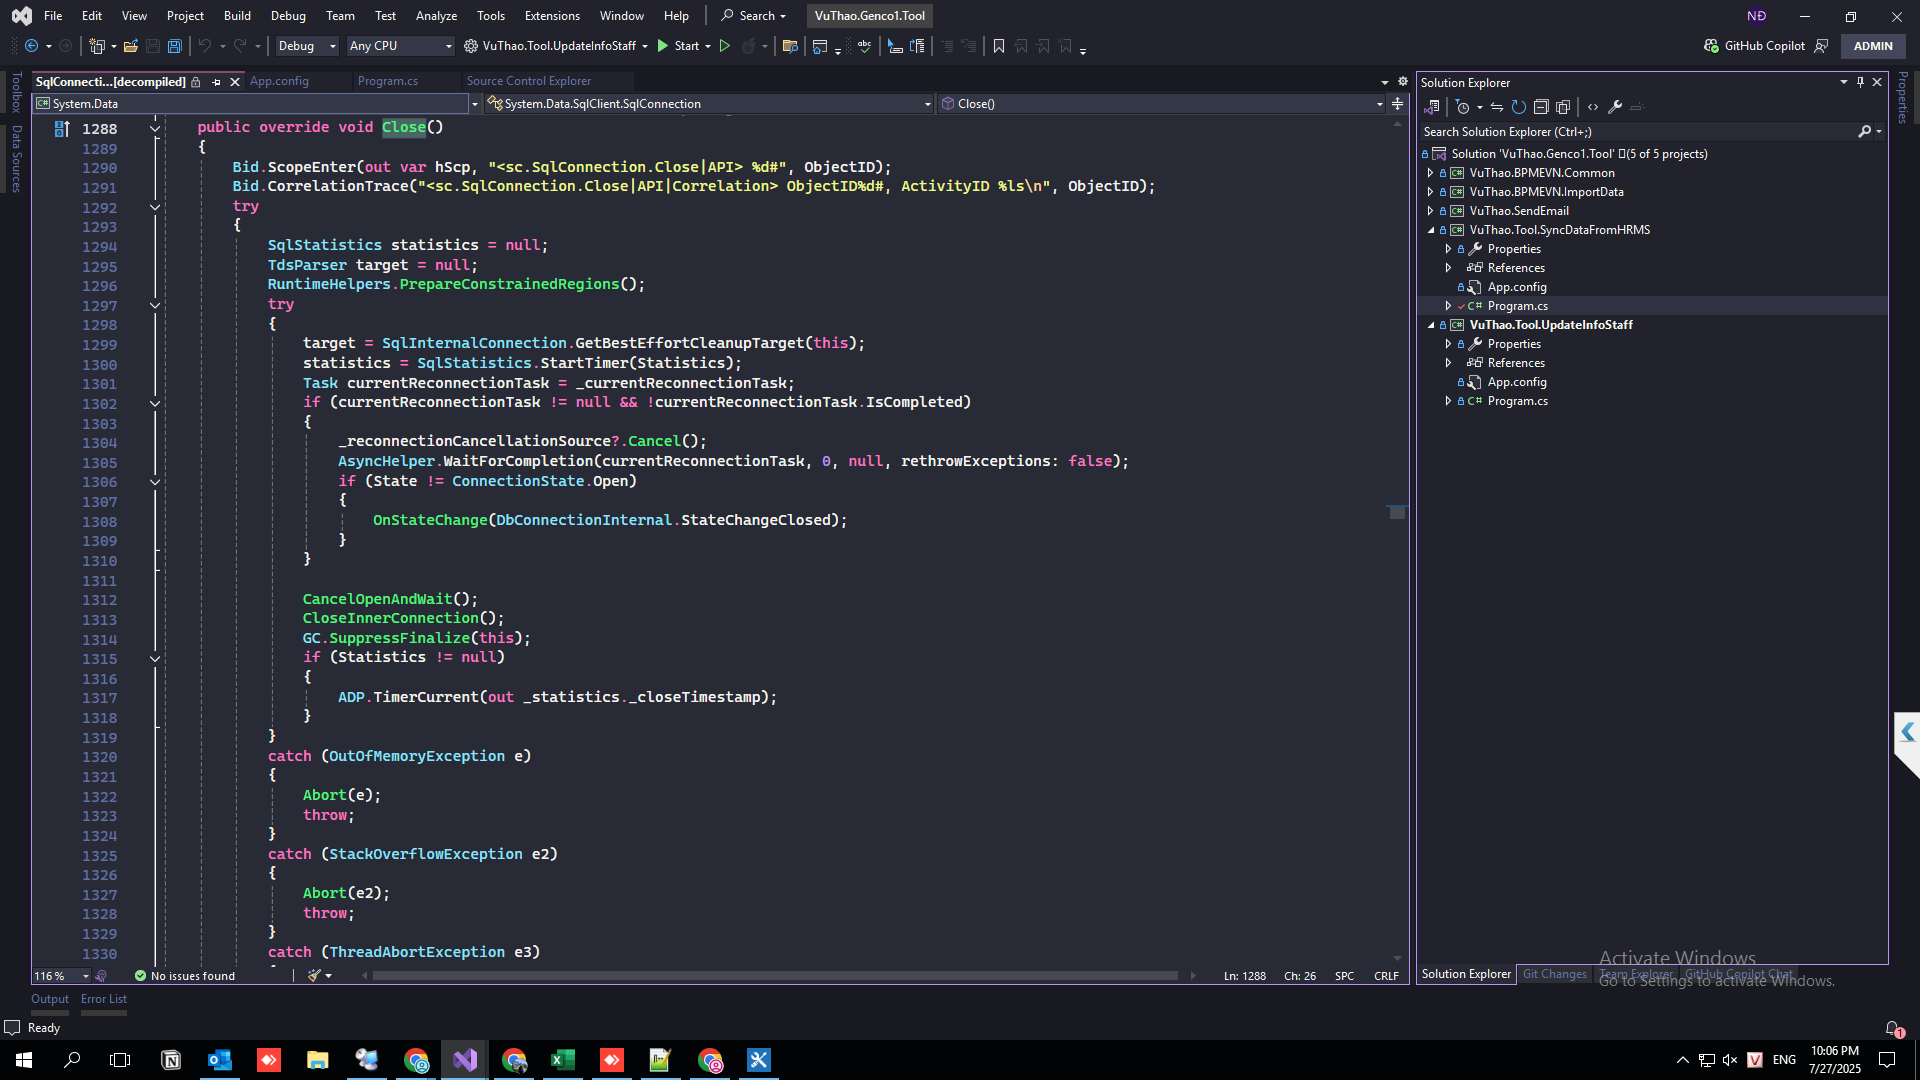 File Edit View Project Build Debug Team Test Analyze Tools Extensions Window Help Search VuThao.Genco1.Tool NĐ
Debug Any CPU VuThao.Tool.UpdateInfoStaff Start GitHub Copilot ADMIN
SqlConnecti...[decompiled] App.config Program.cs Source Control Explorer
System.Data System.Data.SqlClient.SqlConnection Close()
Toolbox
Data Sources
1288 public override void Close()
1289 {
1290 Bid.ScopeEnter(out var hScp, "<sc.SqlConnection.Close|API> %d#", ObjectID);
1291 Bid.CorrelationTrace("<sc.SqlConnection.Close|API|Correlation> ObjectID%d#, ActivityID %ls\n", ObjectID);
1292 try
1293 {
1294 SqlStatistics statistics = null;
1295 TdsParser target = null;
1296 RuntimeHelpers.PrepareConstrainedRegions();
1297 try
1298 {
1299 target = SqlInternalConnection.GetBestEffortCleanupTarget(this);
1300 statistics = SqlStatistics.StartTimer(Statistics);
1301 Task currentReconnectionTask = _currentReconnectionTask;
1302 if (currentReconnectionTask != null && !currentReconnectionTask.IsCompleted)
1303 {
1304 _reconnectionCancellationSource?.Cancel();
1305 AsyncHelper.WaitForCompletion(currentReconnectionTask, 0, null, rethrowExceptions: false);
1306 if (State != ConnectionState.Open)
1307 {
1308 OnStateChange(DbConnectionInternal.StateChangeClosed);
1309 }
1310 }
1311
1312 CancelOpenAndWait();
1313 CloseInnerConnection();
1314 GC.SuppressFinalize(this);
1315 if (Statistics != null)
1316 {
1317 ADP.TimerCurrent(out _statistics._closeTimestamp);
1318 }
1319 }
1320 catch (OutOfMemoryException e)
1321 {
1322 Abort(e);
1323 throw;
1324 }
1325 catch (StackOverflowException e2)
1326 {
1327 Abort(e2);
1328 throw;
1329 }
1330 catch (ThreadAbortException e3)
116 % No issues found Ln: 1288 Ch: 26 SPC CRLF
Solution Explorer
Search Solution Explorer (Ctrl+;)
Solution 'VuThao.Genco1.Tool' (5 of 5 projects)
VuThao.BPMEVN.Common
VuThao.BPMEVN.ImportData
VuThao.SendEmail
VuThao.Tool.SyncDataFromHRMS
Properties
References
App.config
Program.cs
VuThao.Tool.UpdateInfoStaff
Properties
References
App.config
Program.cs
Properties
Solution Explorer Git Changes Team Explorer GitHub Copilot Chat
Activate Windows
Go to Settings to activate Windows.
Output Error List
Ready 1
ENG 10:06 PM
7/27/2025